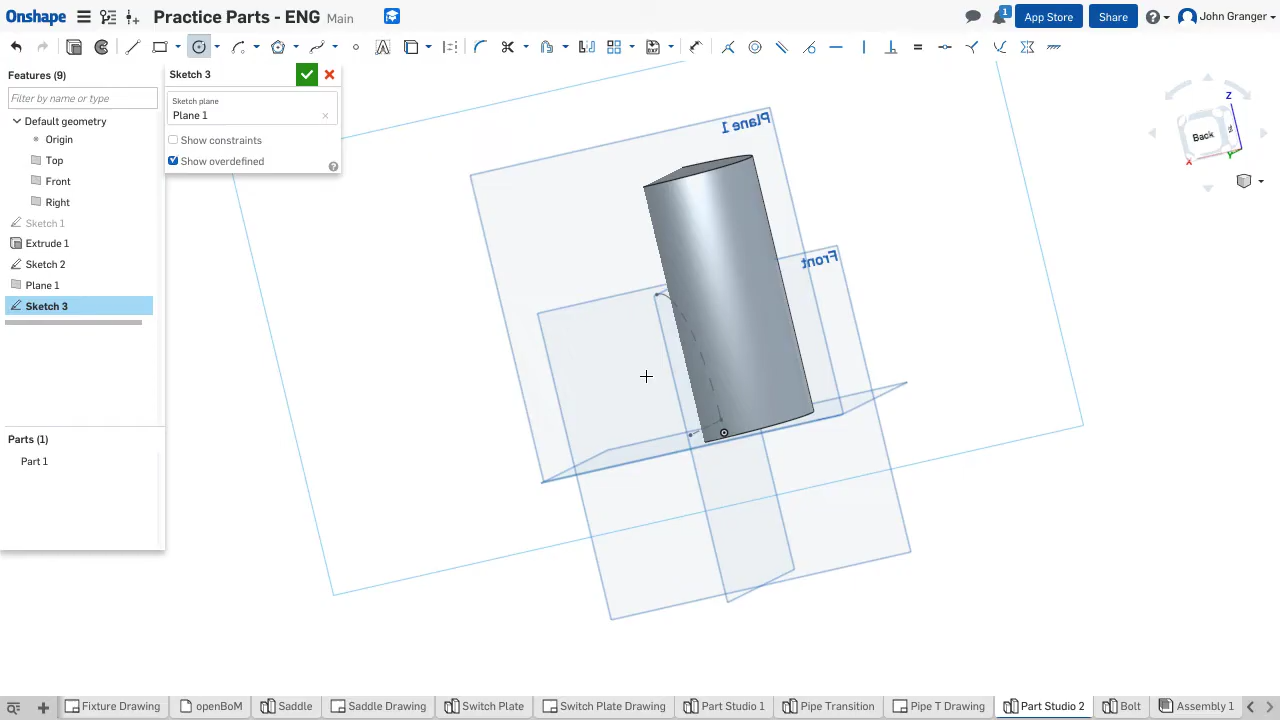 Onshape
Practice Parts - ENG Main
1
App Store
Share
John Granger
Features (9)
Filter by name or type
Default geometry
Origin
Top
Front
Right
Sketch 1
Extrude 1
Sketch 2
Plane 1
Sketch 3
Parts (1)
Part 1
Sketch 3
Sketch plane
Plane 1
Show constraints
Show overdefined
Plane 1
Front
Z
Back
X
Y
Fixture Drawing
openBoM
Saddle
Saddle Drawing
Switch Plate
Switch Plate Drawing
Part Studio 1
Pipe Transition
Pipe T Drawing
Part Studio 2
Bolt
Assembly 1